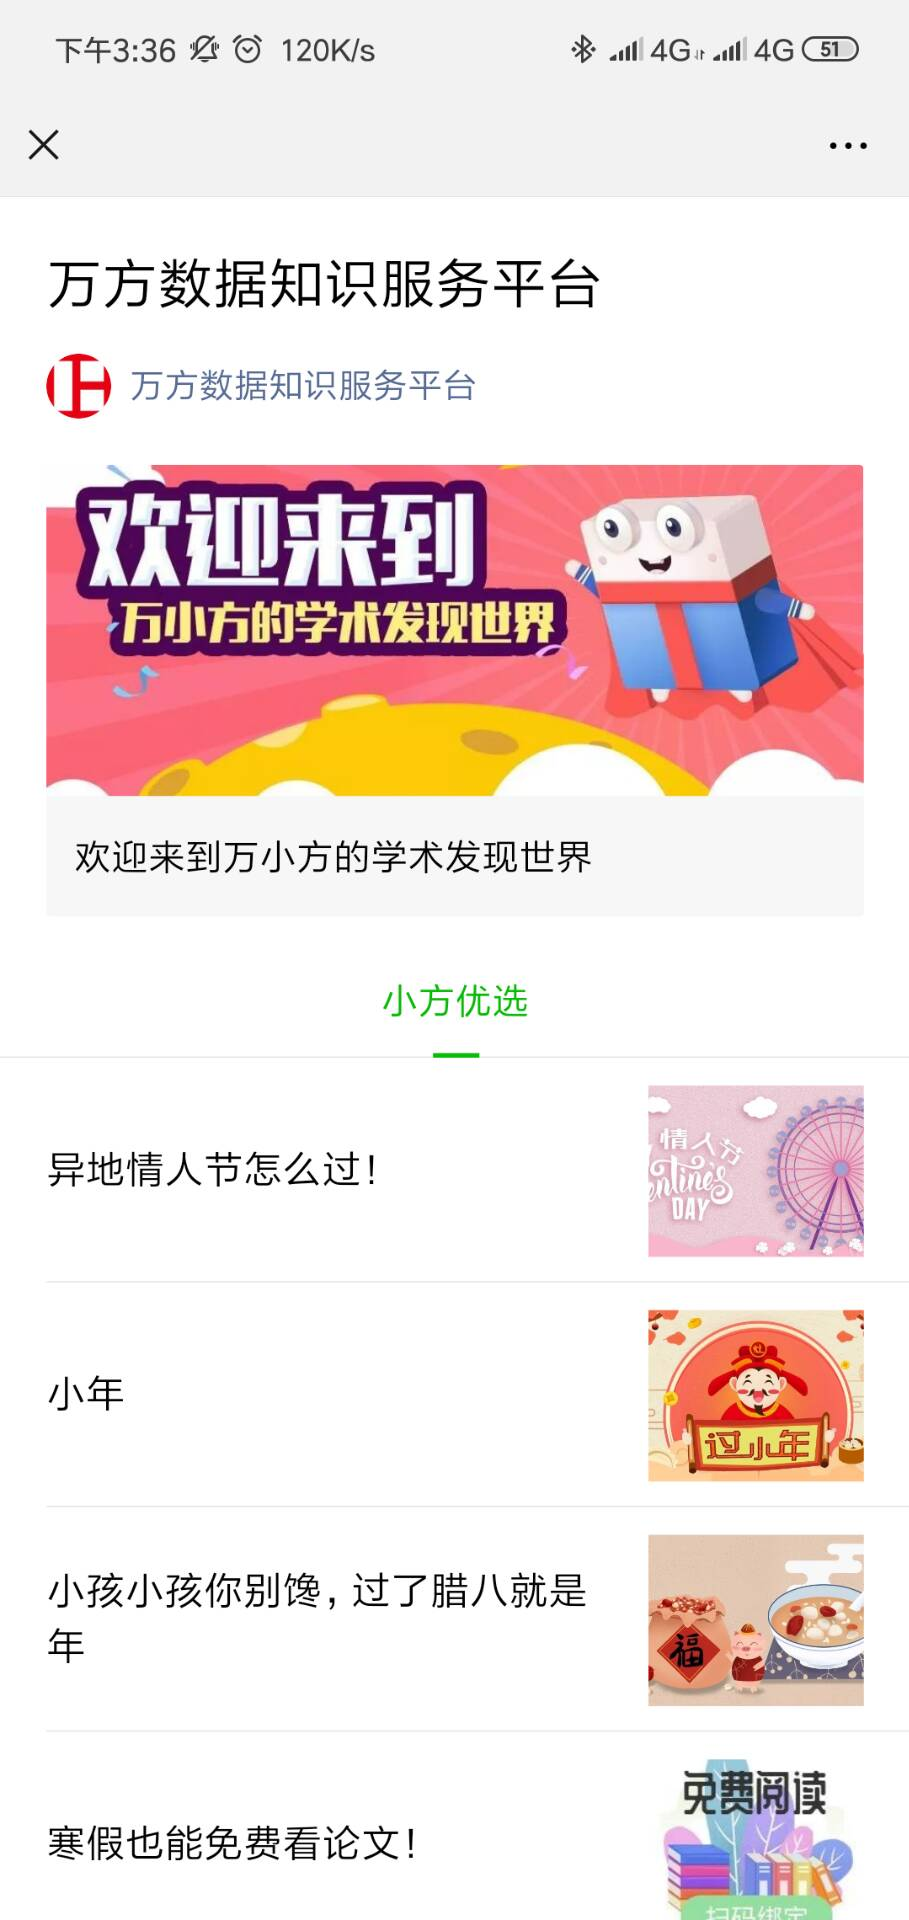 下午3:36 120K/s 4G 4G 51
万方数据知识服务平台
万方数据知识服务平台
欢迎来到
万小方的学术发现世界
欢迎来到万小方的学术发现世界
小方优选
异地情人节怎么过!
情人节
Valentine's
DAY
小年
过小年
小孩小孩你别馋,过了腊八就是
年
福
寒假也能免费看论文!
免费阅读
扫码绑定